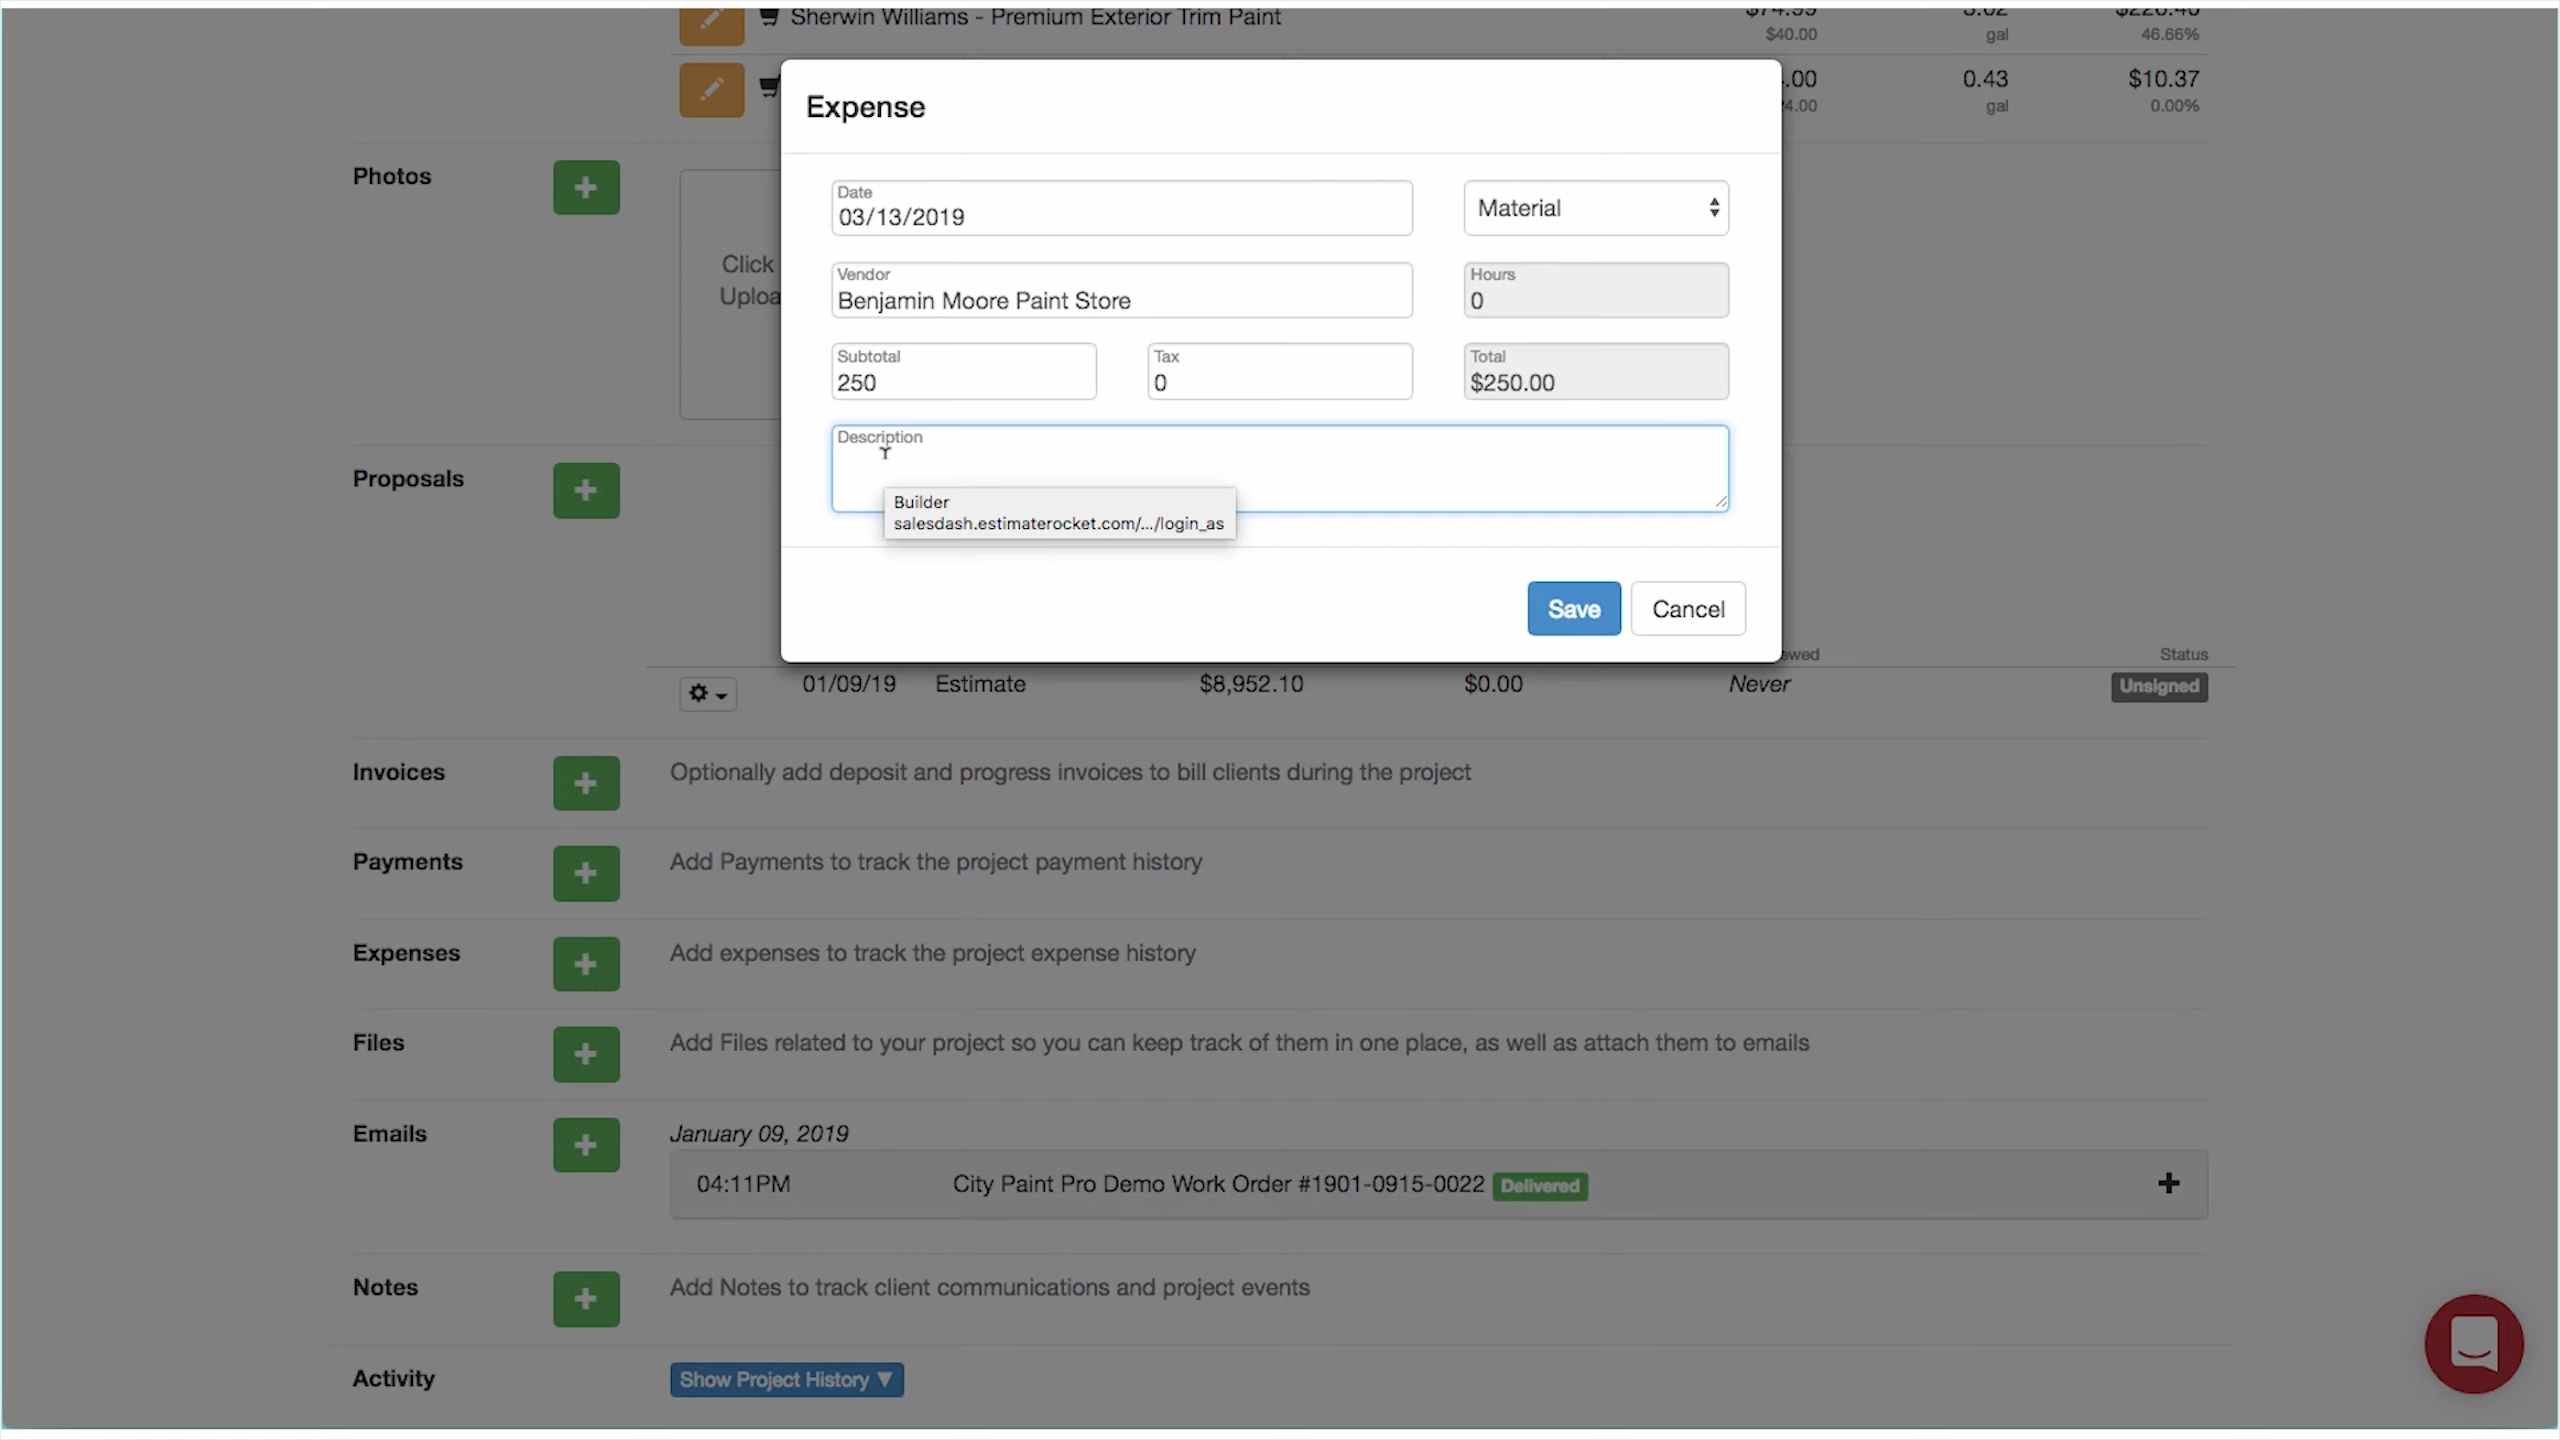 Sherwin Williams - Premium Exterior Trim Paint
$40.00 gal 46.66%
.00 0.43 $10.37
4.00 gal 0.00%
Expense
Photos
Date
03/13/2019
Material
Click
Uploa
Vendor
Benjamin Moore Paint Store
Hours
0
Subtotal
250
Tax
0
Total
$250.00
Description
Proposals
Builder
salesdash.estimaterocket.com/.../login_as
Save Cancel
ewed Status
01/09/19 Estimate $8,952.10 $0.00 Never Unsigned
Invoices Optionally add deposit and progress invoices to bill clients during the project
Payments Add Payments to track the project payment history
Expenses Add expenses to track the project expense history
Files Add Files related to your project so you can keep track of them in one place, as well as attach them to emails
Emails January 09, 2019
04:11PM City Paint Pro Demo Work Order #1901-0915-0022 Delivered
Notes Add Notes to track client communications and project events
Activity Show Project History ▼